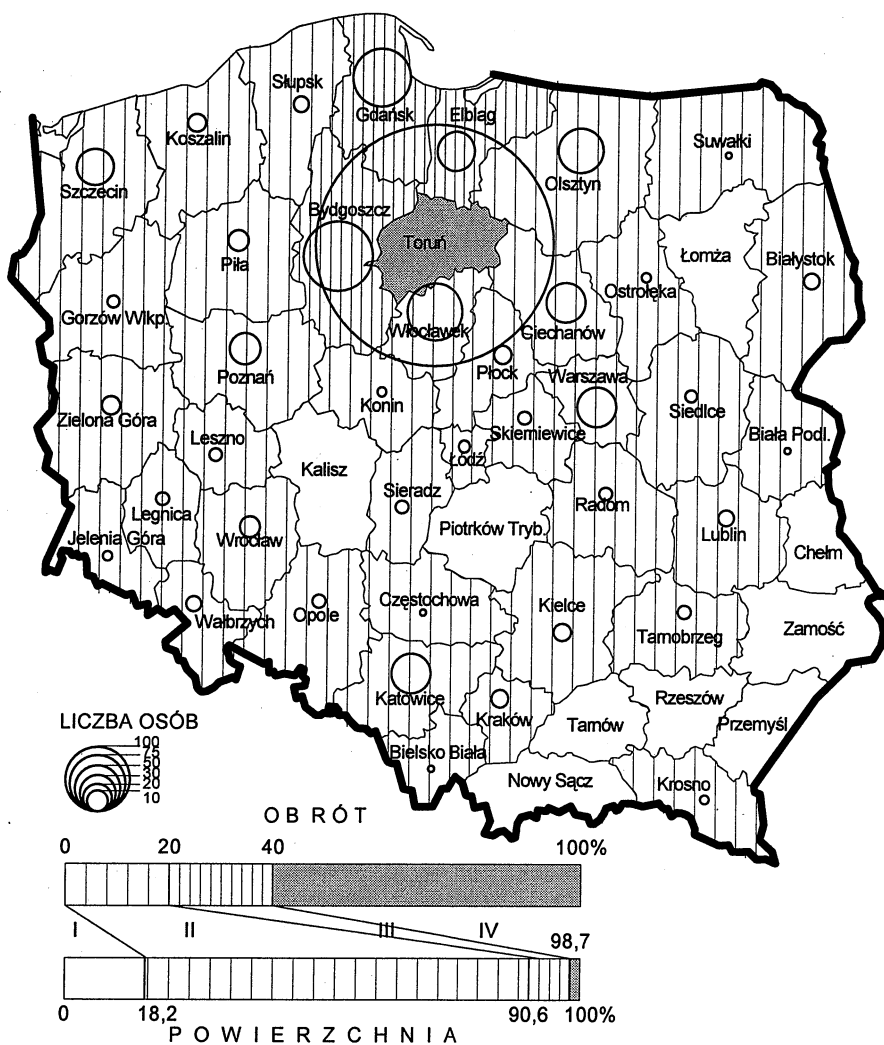 Słupsk
Gdańsk
Elbląg
Koszalin
Suwałki
Szczecin
Olsztyn
Bydgoszcz
Toruń
Łomża
Białystok
Piła
Ostrołęka
Gorzów Wlkp.
Włocławek
Ciechanów
Poznań
Płock
Warszawa
Konin
Siedlce
Zielona Góra
Leszno
Skierniewice
Biała Podl.
Łódź
Kalisz
Sieradz
Legnica
Radom
Piotrków Tryb.
Jelenia Góra
Wrocław
Lublin
Chełm
Częstochowa
Kielce
Wałbrzych
Opole
Tarnobrzeg
Zamość
Katowice
Rzeszów
Kraków
Tarnów
Przemyśl
Bielsko Biała
Nowy Sącz
Krosno
LICZBA OSÓB
100
75
50
30
20
10
OBRÓT
0 20 40 100%
I II III IV
98,7
0 18,2 90,6 100%
POWIERZCHNIA